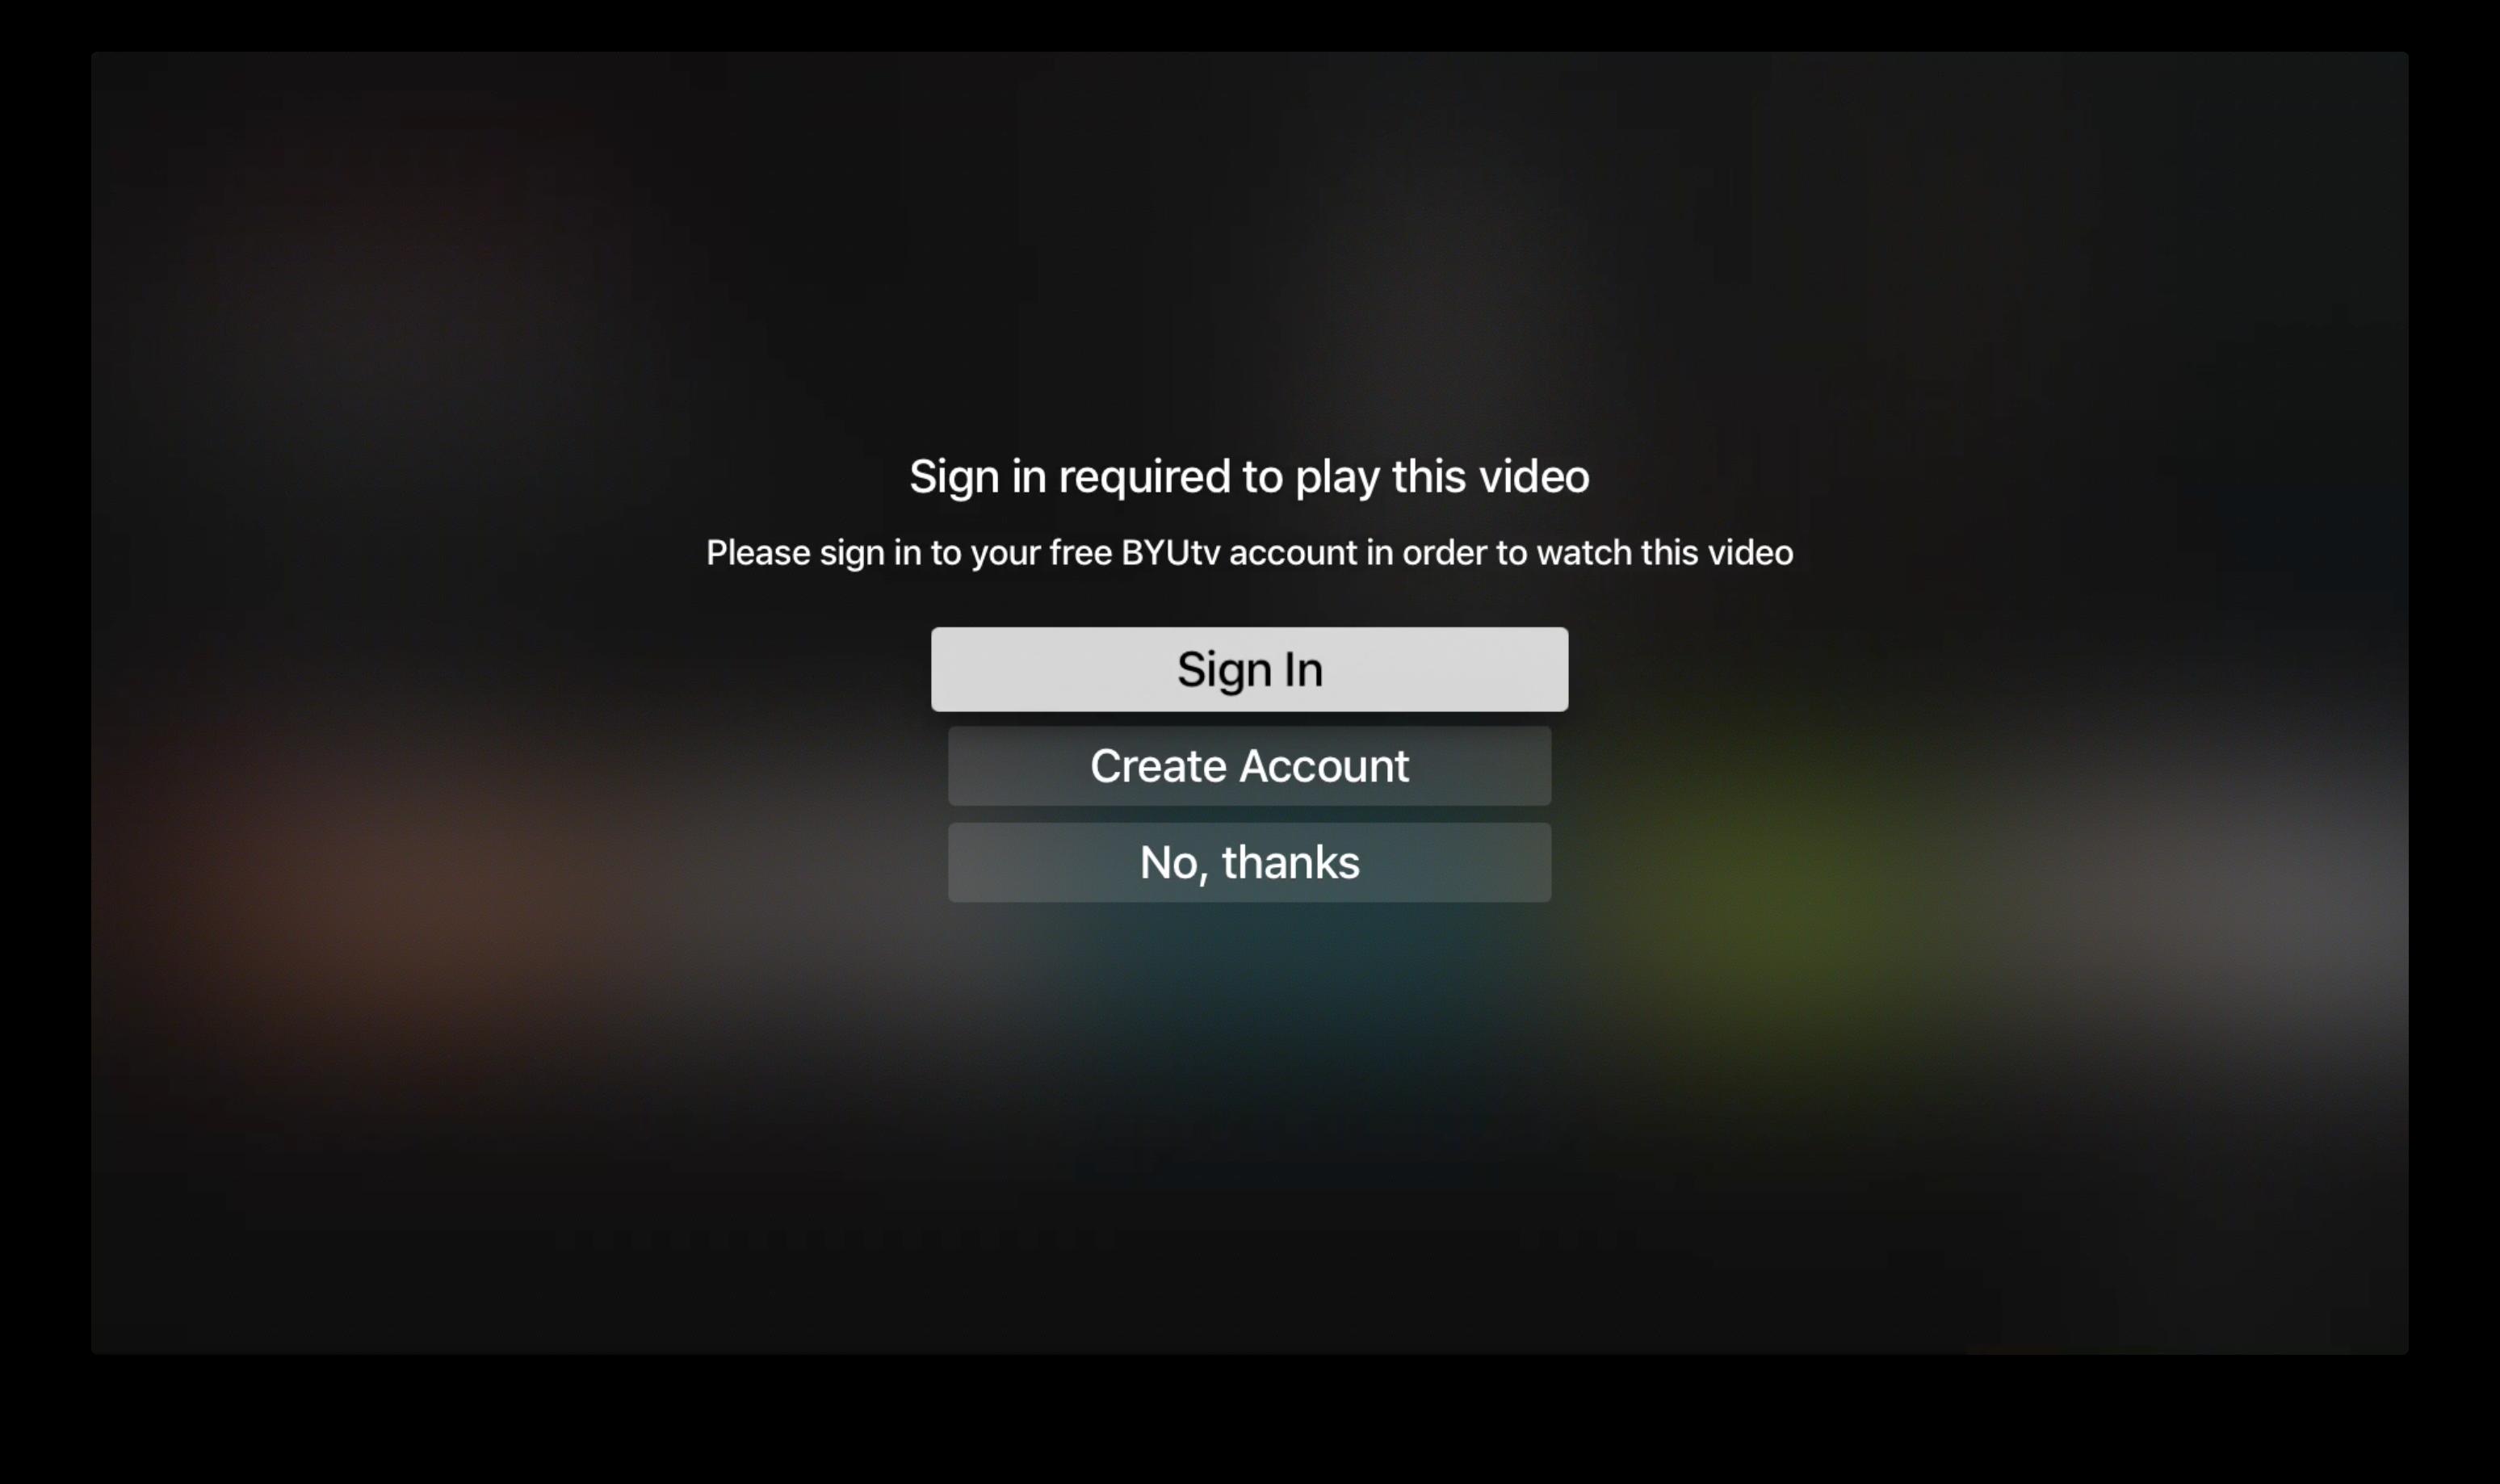 Sign in required to play this video
Please sign in to your free BYUtv account in order to watch this video
Sign In
Create Account
No, thanks